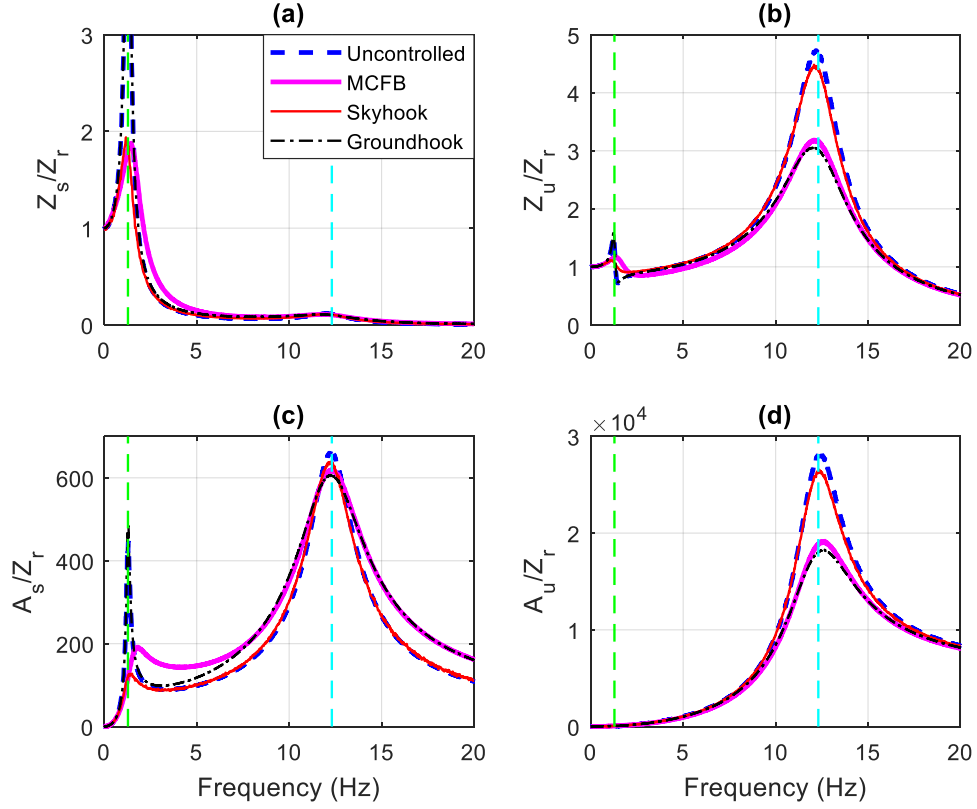 (a)
3
2
1
0
0 5 10 15 20
Z_s/Z_r
Uncontrolled
MCFB
Skyhook
Groundhook
(b)
5
4
3
2
1
0
0 5 10 15 20
Z_u/Z_r
(c)
600
400
200
0
0 5 10 15 20
A_s/Z_r
Frequency (Hz)
(d)
×10^4
3
2
1
0
0 5 10 15 20
A_u/Z_r
Frequency (Hz)